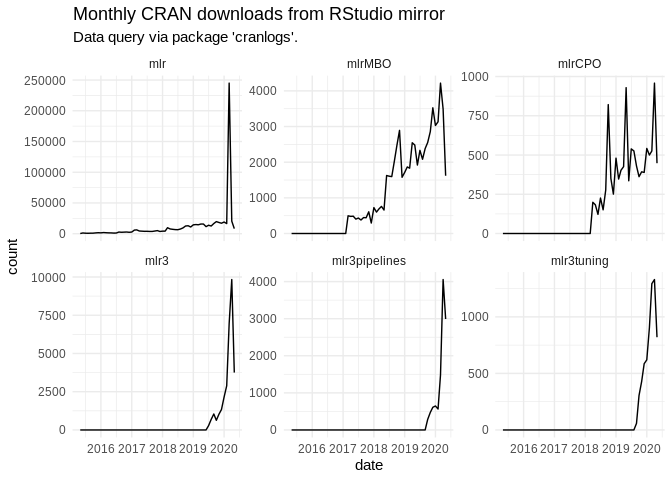 Monthly CRAN downloads from RStudio mirror
Data query via package 'cranlogs'.
mlr
mlrMBO
mlrCPO
250000
200000
150000
100000
50000
0
4000
3000
2000
1000
0
1000
750
500
250
0
count
mlr3
mlr3pipelines
mlr3tuning
10000
7500
5000
2500
0
4000
3000
2000
1000
0
1000
500
0
2016 2017 2018 2019 2020
2016 2017 2018 2019 2020
2016 2017 2018 2019 2020
date